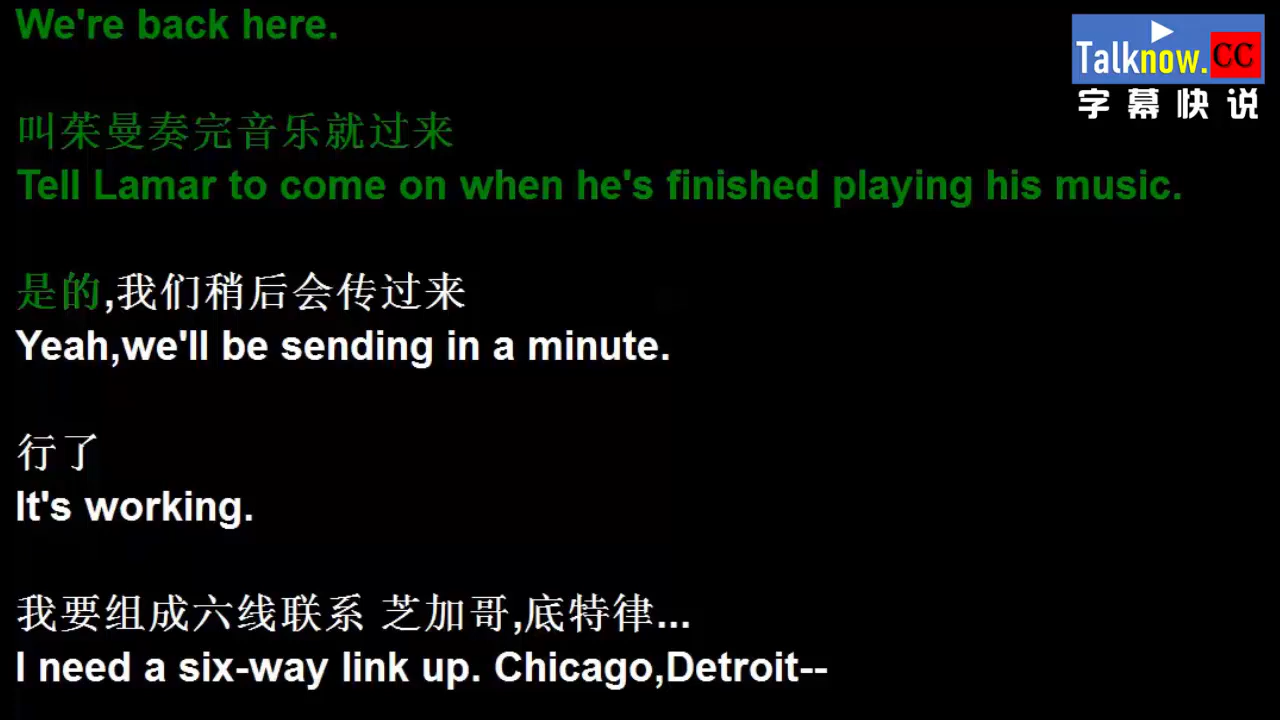 We're back here.
Talknow.CC
字幕快说
叫茱曼奏完音乐就过来
Tell Lamar to come on when he's finished playing his music.
是的,我们稍后会传过来
Yeah,we'll be sending in a minute.
行了
It's working.
我要组成六线联系 芝加哥,底特律...
I need a six-way link up. Chicago,Detroit--